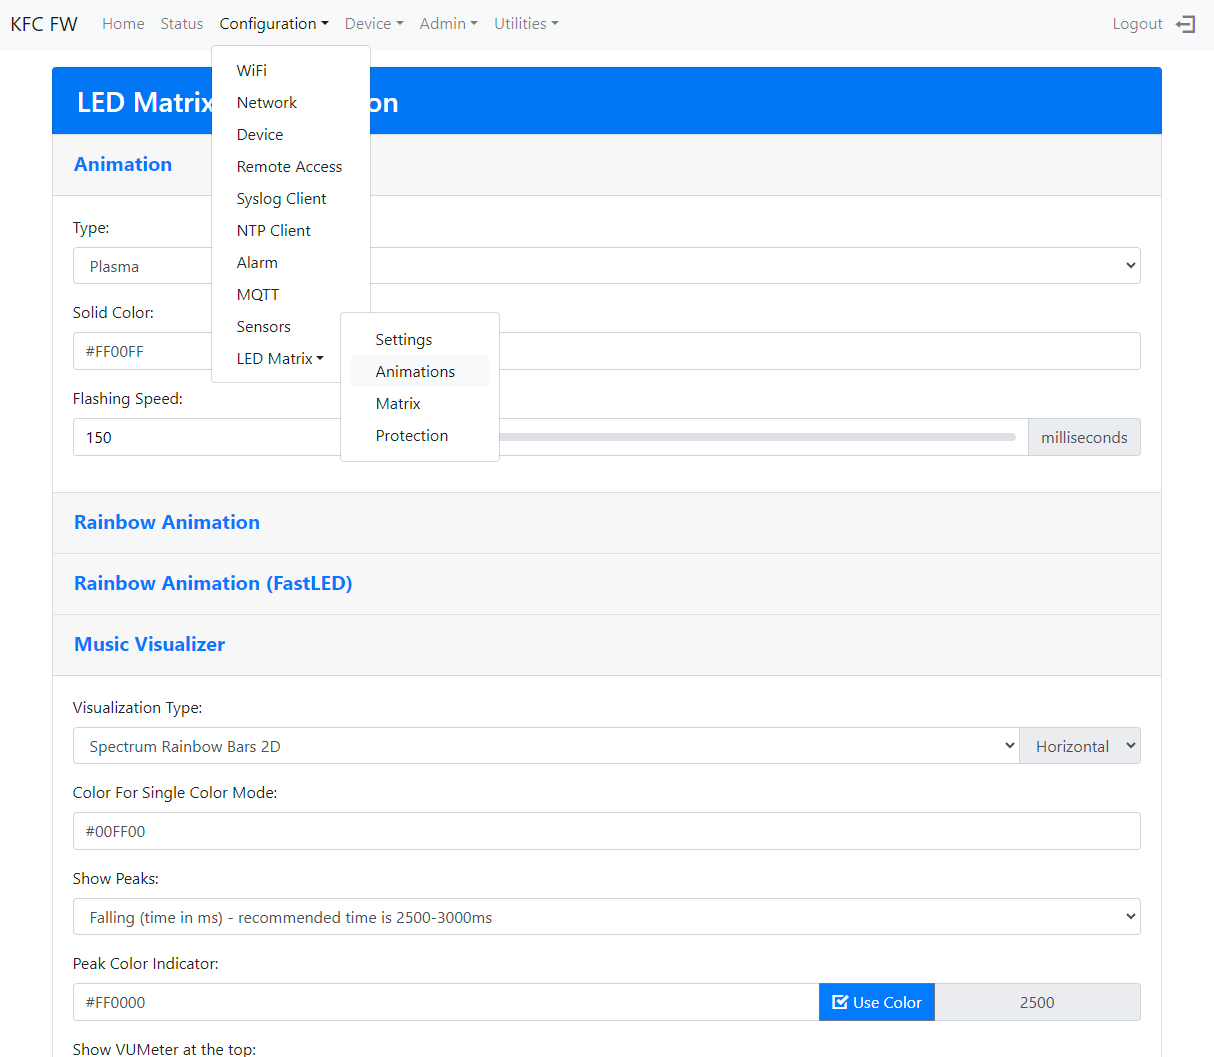 KFC FW Home Status Configuration Device Admin Utilities Logout
WiFi
LED Matrix on
Network
Device
Animation
Remote Access
Syslog Client
Type:
NTP Client
Plasma
Alarm
MQTT
Solid Color:
Sensors
Settings
#FF00FF
LED Matrix
Animations
Flashing Speed:
Matrix
150
Protection
milliseconds
Rainbow Animation
Rainbow Animation (FastLED)
Music Visualizer
Visualization Type:
Spectrum Rainbow Bars 2D Horizontal
Color For Single Color Mode:
#00FF00
Show Peaks:
Falling (time in ms) - recommended time is 2500-3000ms
Peak Color Indicator:
#FF0000 Use Color 2500
Show VUMeter at the top: